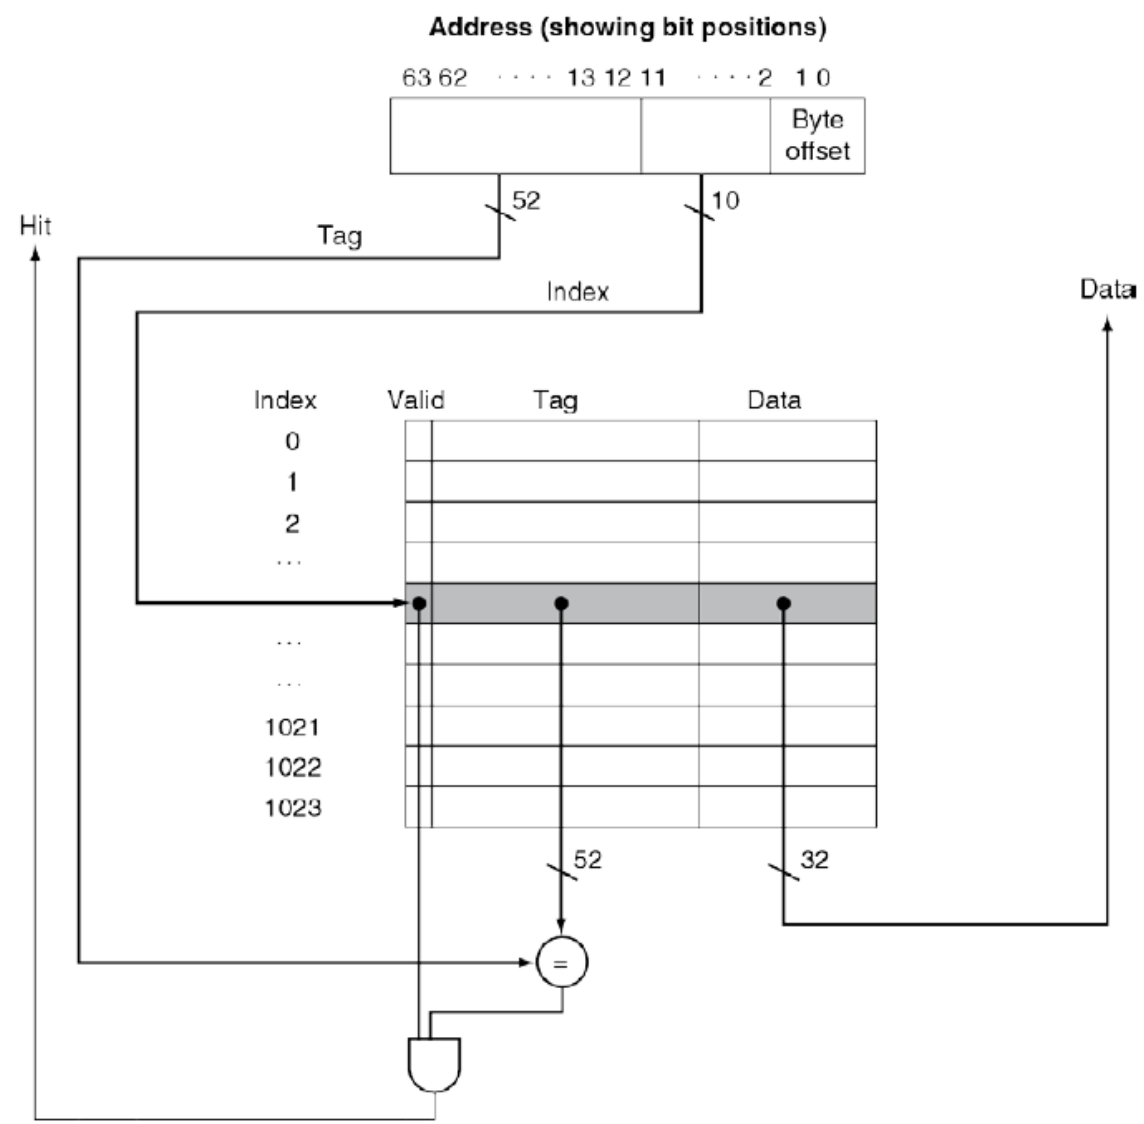 Address (showing bit positions)
63 62 · · · · 13 12 11 · · · · 2 1 0
Byte
offset
52 10
Hit
Tag
Index
Data
Index Valid Tag Data
0
1
2
...
...
...
1021
1022
1023
52 32
=